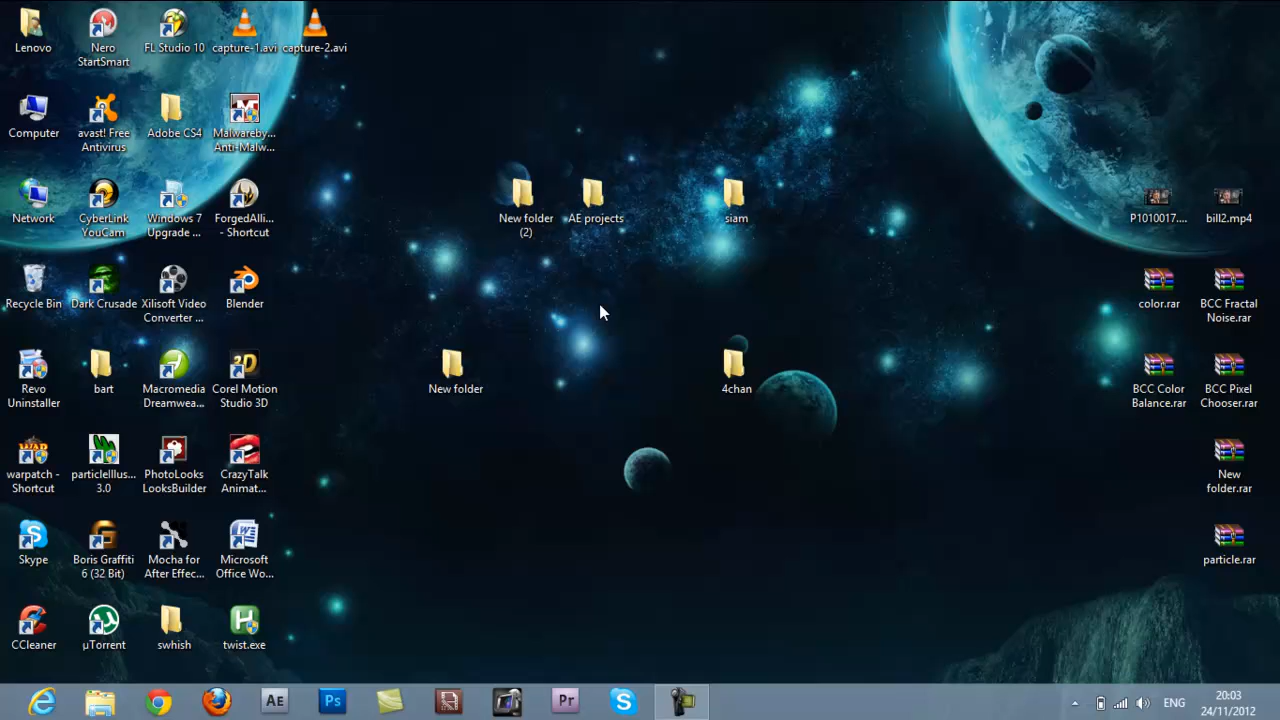 Lenovo
Nero
StartSmart
FL Studio 10
capture-1.avi
capture-2.avi
Computer
avast! Free
Antivirus
Adobe CS4
Malwareby...
Anti-Malw...
Network
CyberLink
YouCam
Windows 7
Upgrade ...
ForgedAlli...
- Shortcut
New folder
(2)
AE projects
siam
P1010017....
bill2.mp4
Recycle Bin
Dark Crusade
Xilisoft Video
Converter ...
Blender
color.rar
BCC Fractal
Noise.rar
Revo
Uninstaller
bart
Macromedia
Dreamwea...
Corel Motion
Studio 3D
New folder
4chan
BCC Color
Balance.rar
BCC Pixel
Chooser.rar
warpatch -
Shortcut
particleIllus...
3.0
PhotoLooks
LooksBuilder
CrazyTalk
Animat...
New
folder.rar
Skype
Boris Graffiti
6 (32 Bit)
Mocha for
After Effec...
Microsoft
Office Wo...
particle.rar
CCleaner
µTorrent
swhish
twist.exe
AE
Ps
Pr
ENG
20:03
24/11/2012